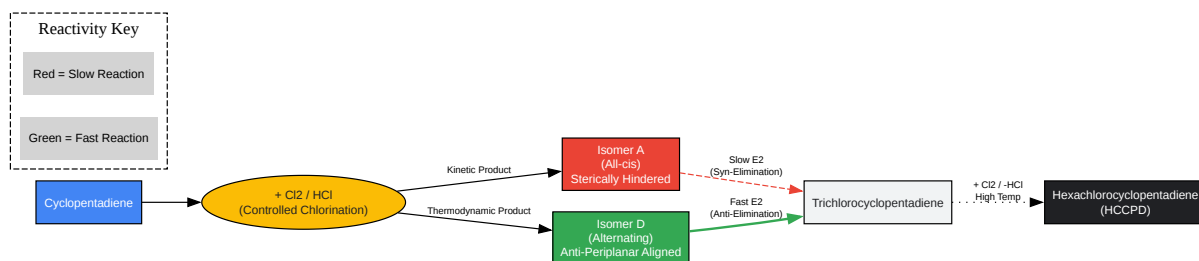 Reactivity Key
Red = Slow Reaction
Green = Fast Reaction
Cyclopentadiene
+ Cl2 / HCl
(Controlled Chlorination)
Kinetic Product
Thermodynamic Product
Isomer A
(All-cis)
Sterically Hindered
Isomer D
(Alternating)
Anti-Periplanar Aligned
Slow E2
(Syn-Elimination)
Fast E2
(Anti-Elimination)
Trichlorocyclopentadiene
+ Cl2 / -HCl
High Temp
Hexachlorocyclopentadiene
(HCCPD)